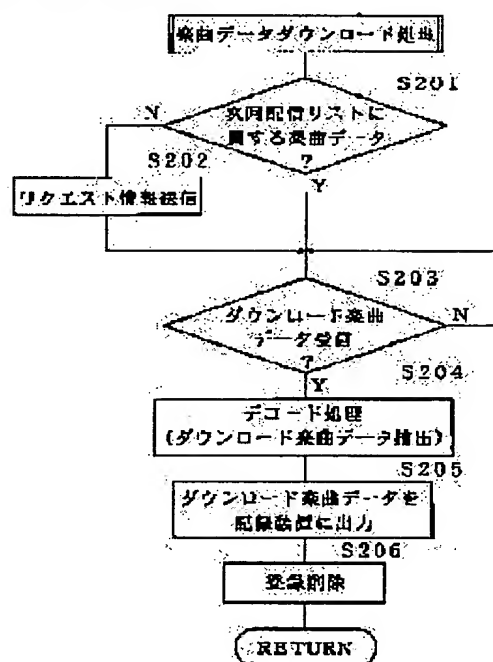 楽曲データダウンロード処理
S201
N
次回配信リストに
関する楽曲データ
?
S202
Y
リクエスト情報送信
S203
ダウンロード楽曲
N
データ受信
?
S204
Y
デコード処理
(ダウンロード楽曲データ抽出)
S205
ダウンロード楽曲データを
記録装置に出力
S206
登録削除
RETURN